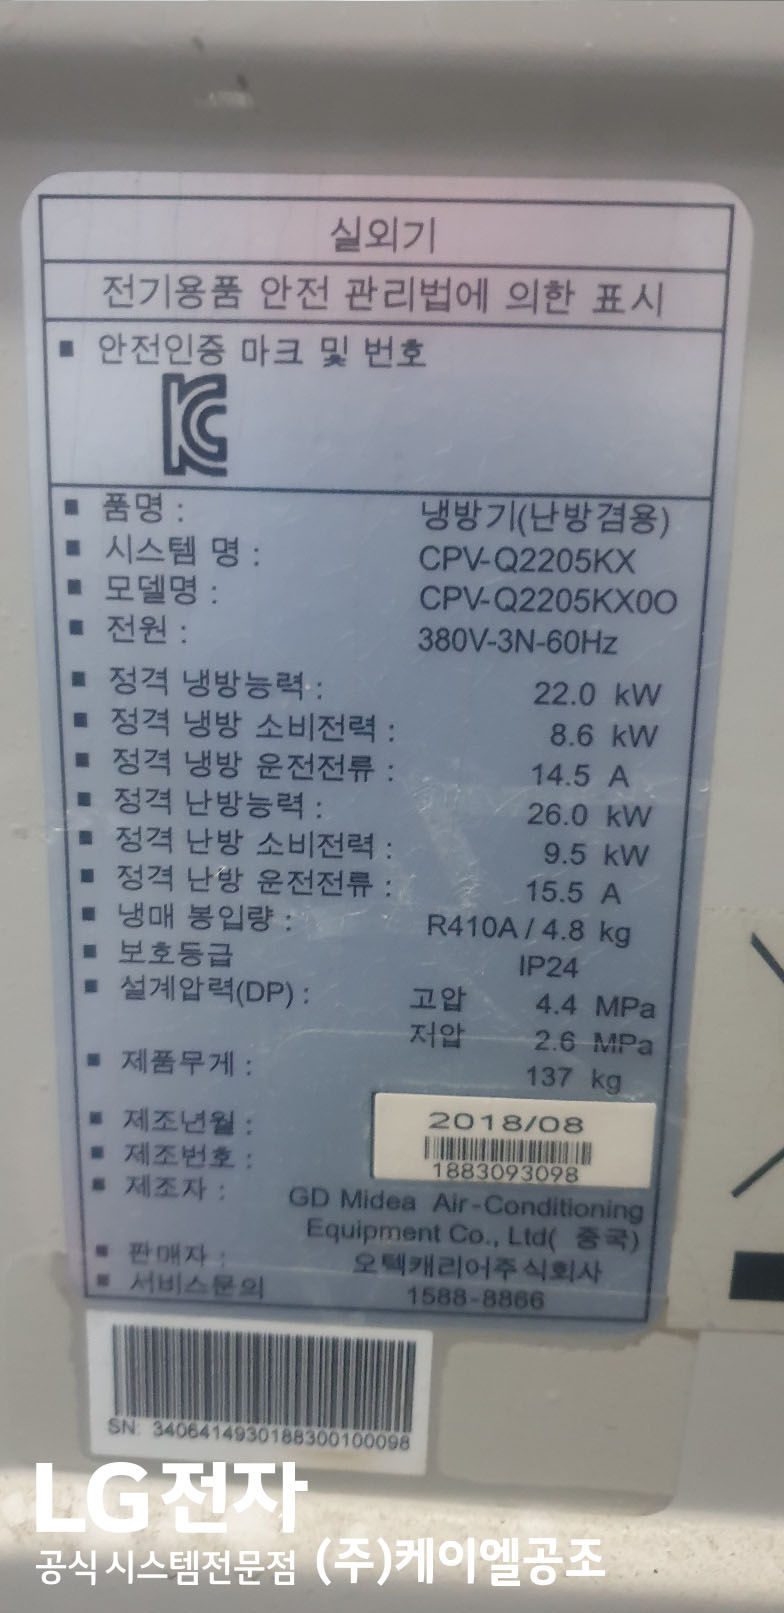 실외기
전기용품 안전 관리법에 의한 표시
■ 안전인증 마크 및 번호
■ 품명 : 냉방기(난방겸용)
■ 시스템 명 : CPV-Q2205KX
■ 모델명 : CPV-Q2205KX0O
■ 전원 : 380V-3N-60Hz
■ 정격 냉방능력 : 22.0 kW
■ 정격 냉방 소비전력 : 8.6 kW
■ 정격 냉방 운전전류 : 14.5 A
■ 정격 난방능력 : 26.0 kW
■ 정격 난방 소비전력 : 9.5 kW
■ 정격 난방 운전전류 : 15.5 A
■ 냉매 봉입량 : R410A / 4.8 kg
■ 보호등급 IP24
■ 설계압력(DP) : 고압 4.4 MPa
저압 2.6 MPa
■ 제품무게 : 137 kg
■ 제조년월 : 2018/08
■ 제조번호 : 1883093098
■ 제조자 : GD Midea Air-Conditioning
Equipment Co., Ltd( 중국)
■ 판매자 : 오텍캐리어주식회사
■ 서비스문의 1588-8866
SN: 3406414930188300100098
LG전자
공식 시스템전문점 (주)케이엘공조